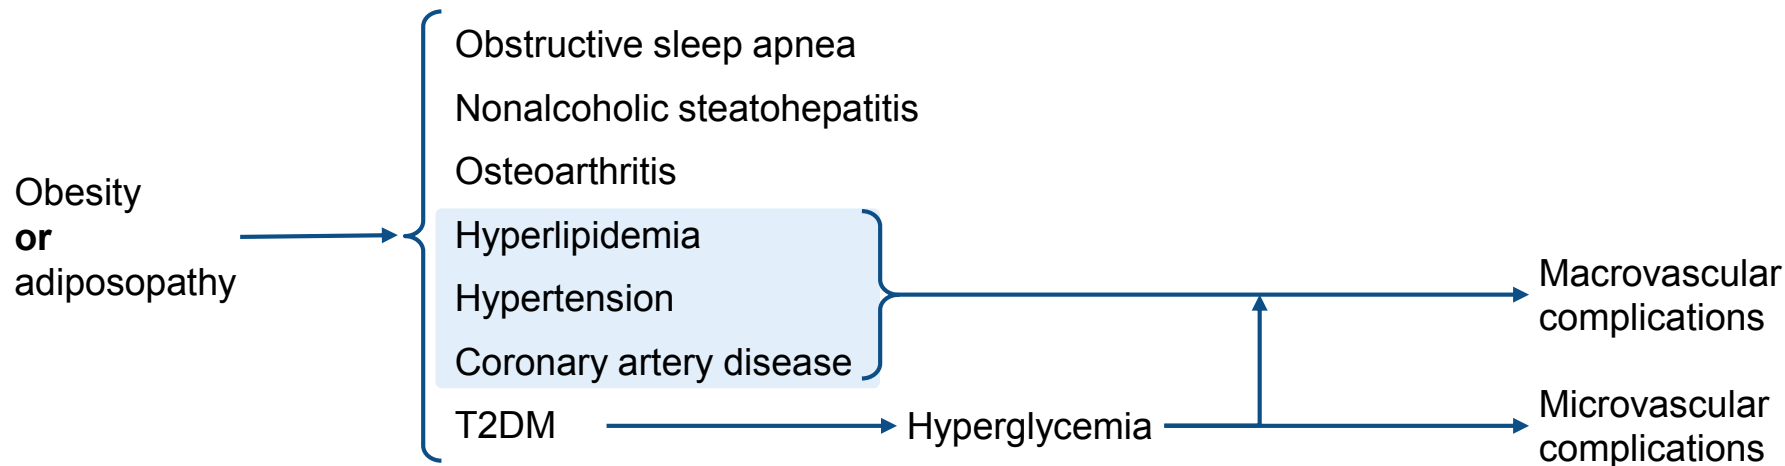 Obstructive sleep apnea
Nonalcoholic steatohepatitis
Osteoarthritis
Obesity
or
adiposopathy
Hyperlipidemia
Hypertension
Coronary artery disease
Macrovascular
complications
T2DM
Hyperglycemia
Microvascular
complications